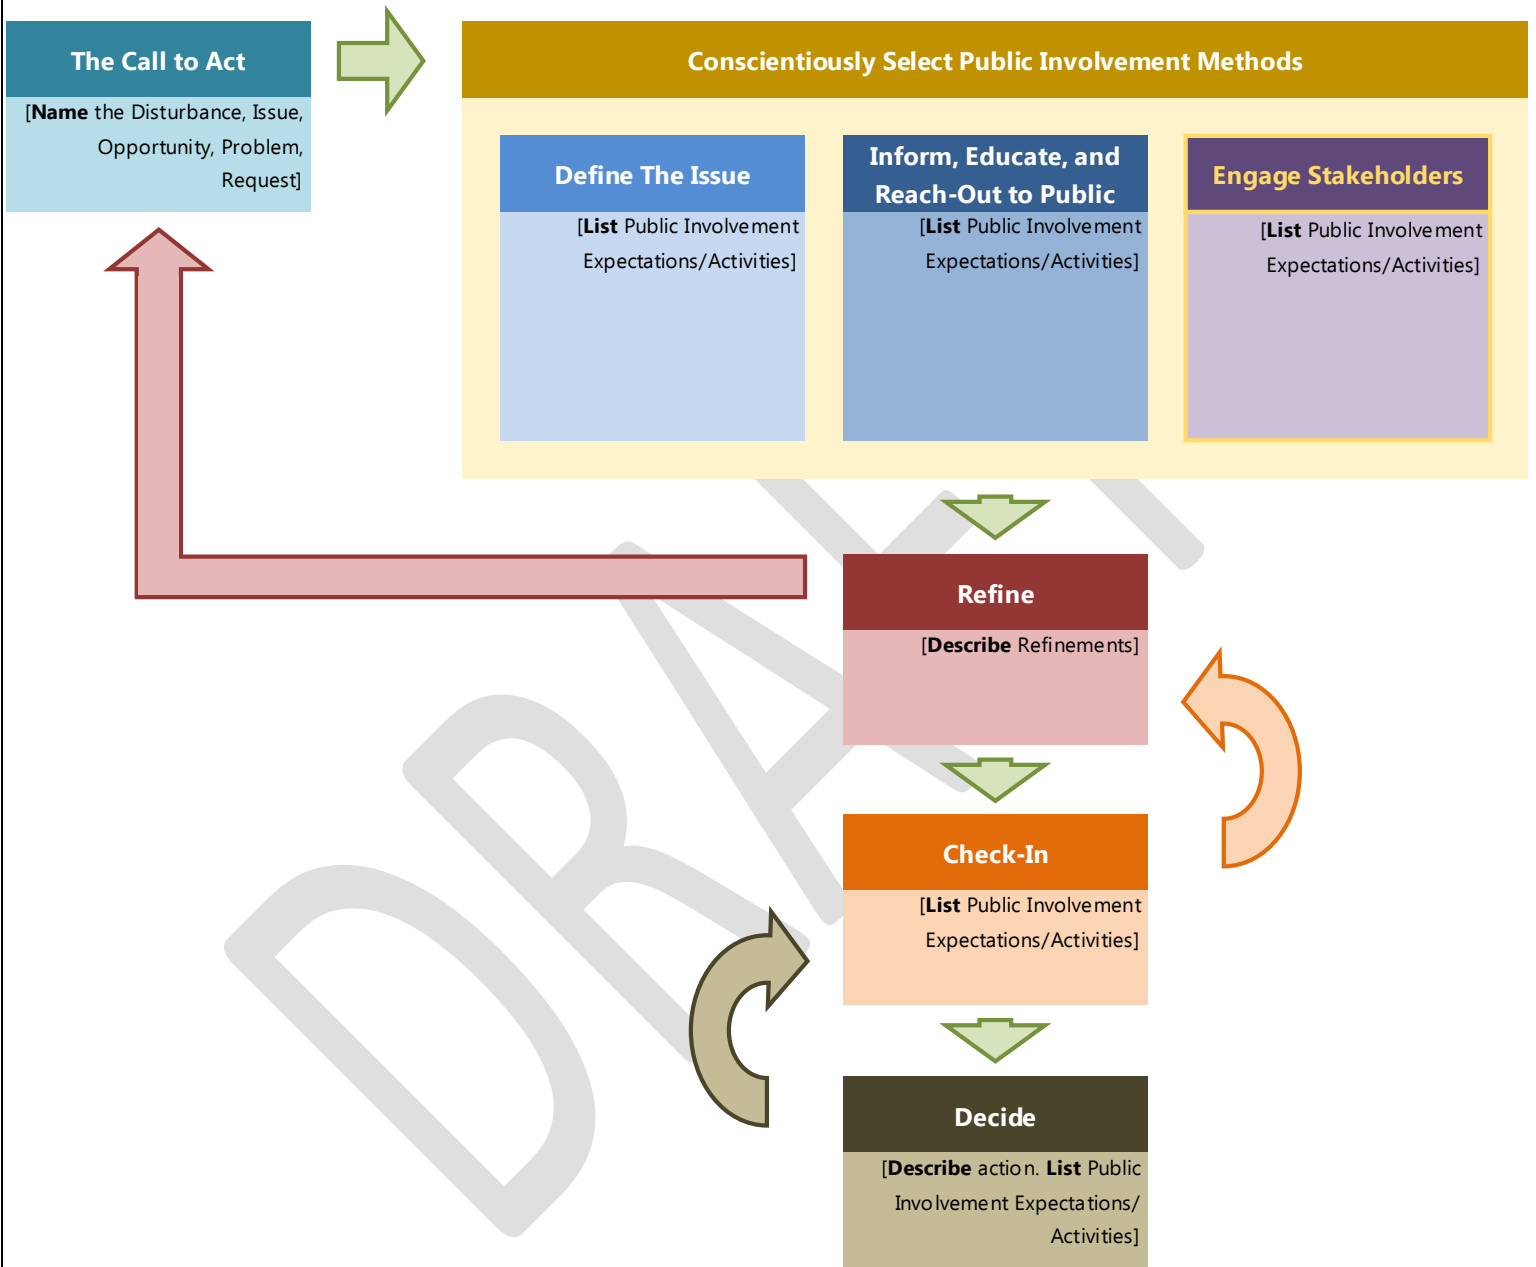 The Call to Act
[Name the Disturbance, Issue,
Opportunity, Problem,
Request]
Conscientiously Select Public Involvement Methods
Define The Issue
[List Public Involvement
Expectations/Activities]
Inform, Educate, and
Reach-Out to Public
[List Public Involvement
Expectations/Activities]
Engage Stakeholders
[List Public Involvement
Expectations/Activities]
Refine
[Describe Refinements]
Check-In
[List Public Involvement
Expectations/Activities]
Decide
[Describe action. List Public
Involvement Expectations/
Activities]
DRAFT